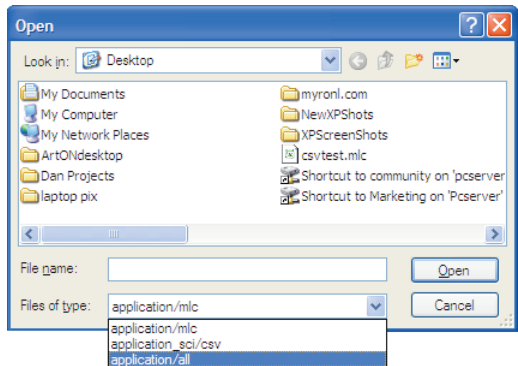 Open
Look in: Desktop
My Documents
My Computer
My Network Places
ArtONdesktop
Dan Projects
laptop pix
myronl.com
NewXPShots
XPScreenShots
csvtest.mlc
Shortcut to community on 'pcserver
Shortcut to Marketing on 'Pcserver'
File name:
Open
Files of type: application/mlc
Cancel
application/mlc
application_sci/csv
application/all